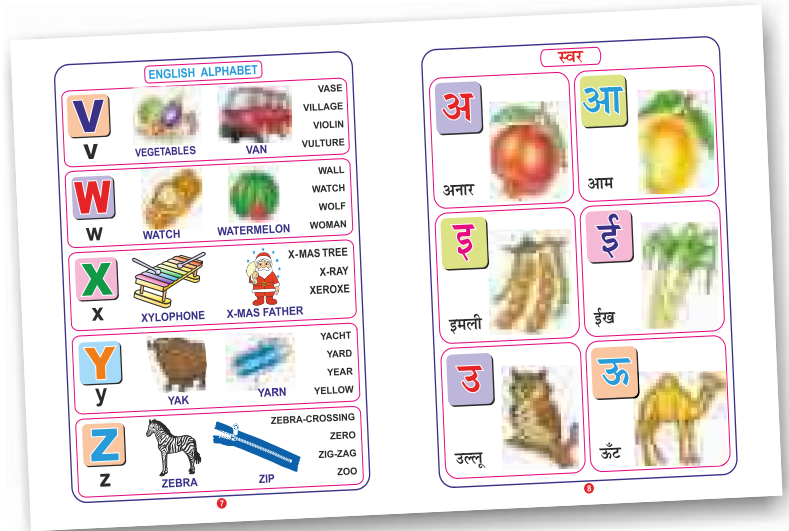 ENGLISH ALPHABET
V
v
VEGETABLES
VAN
VASE
VILLAGE
VIOLIN
VULTURE
W
w
WATCH
WATERMELON
WALL
WATCH
WOLF
WOMAN
X
x
XYLOPHONE
X-MAS FATHER
X-MAS TREE
X-RAY
XEROXE
Y
y
YAK
YARN
YACHT
YARD
YEAR
YELLOW
Z
z
ZEBRA
ZIP
ZEBRA-CROSSING
ZERO
ZIG-ZAG
ZOO
7
स्वर
अ
अनार
आ
आम
इ
इमली
ई
ईख
उ
उल्लू
ऊ
ऊँट
8